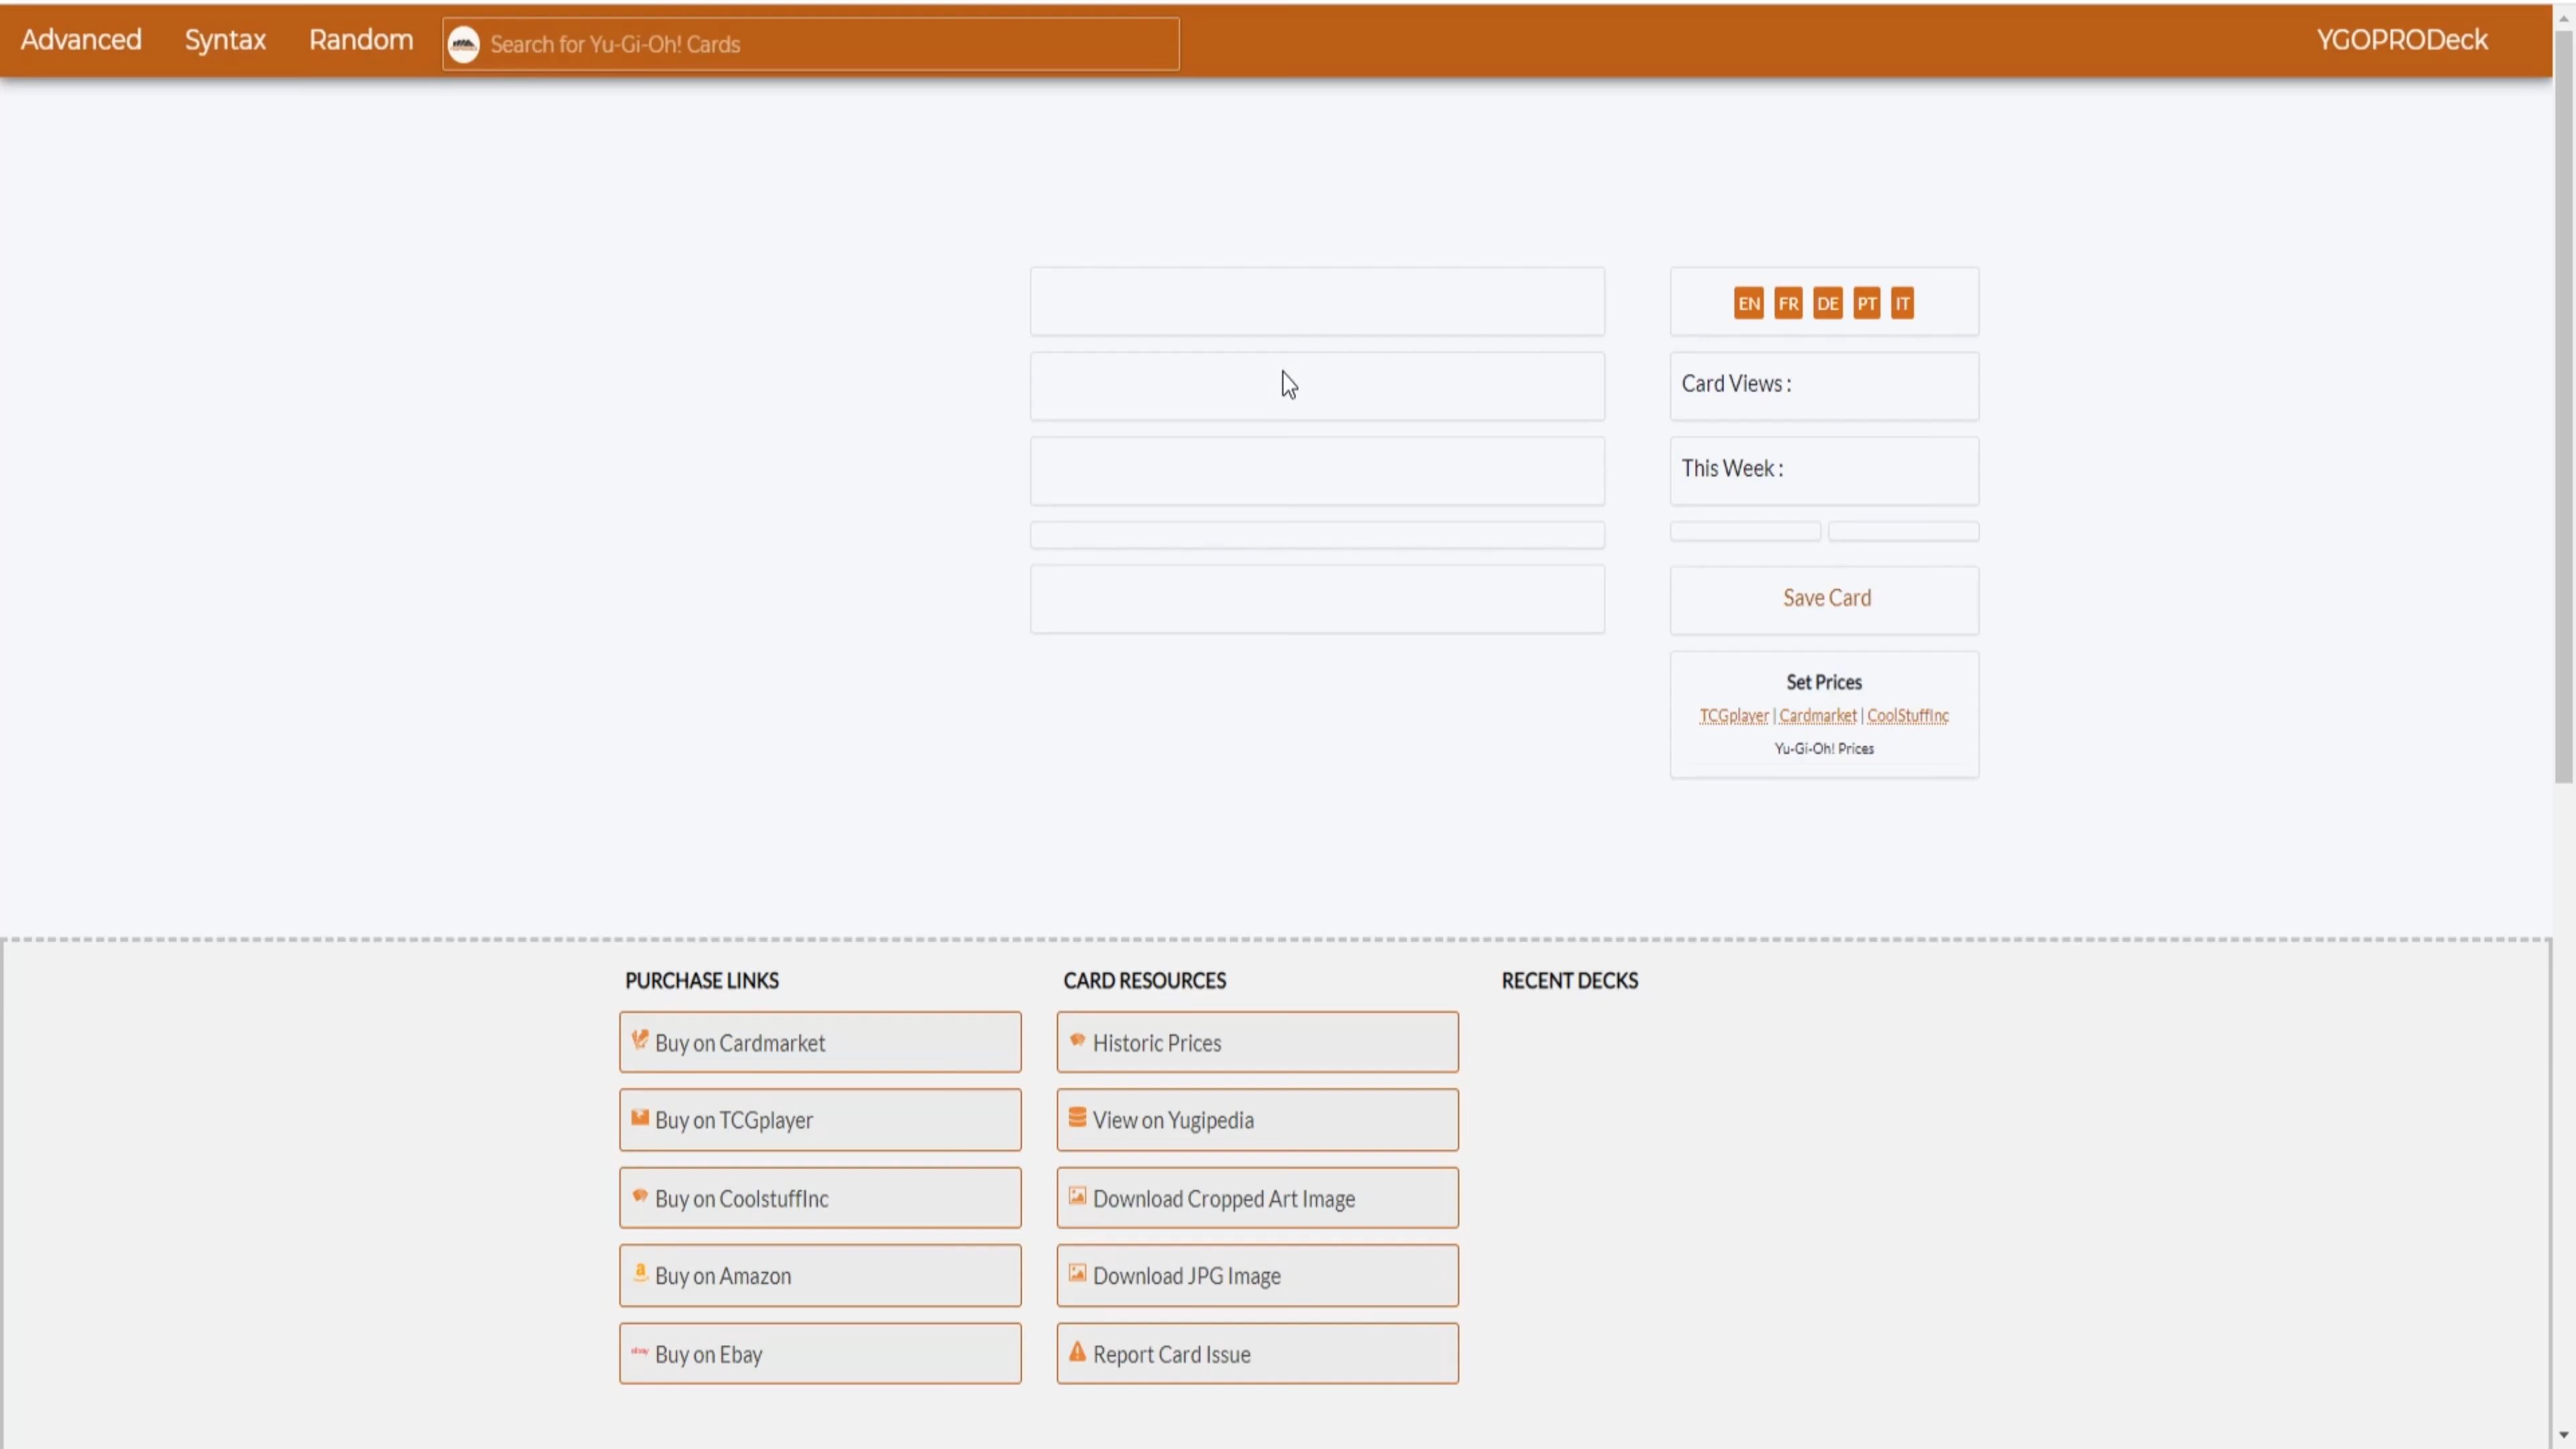 Advanced
Syntax
Random
Search for Yu-Gi-Oh! Cards
YGOPRODeck
EN FR DE PT IT
Card Views :
This Week :
Save Card
Set Prices
TCGplayer | Cardmarket | CoolStuffInc
Yu-Gi-Oh! Prices
PURCHASE LINKS
Buy on Cardmarket
Buy on TCGplayer
Buy on CoolstuffInc
Buy on Amazon
Buy on Ebay
CARD RESOURCES
Historic Prices
View on Yugipedia
Download Cropped Art Image
Download JPG Image
Report Card Issue
RECENT DECKS